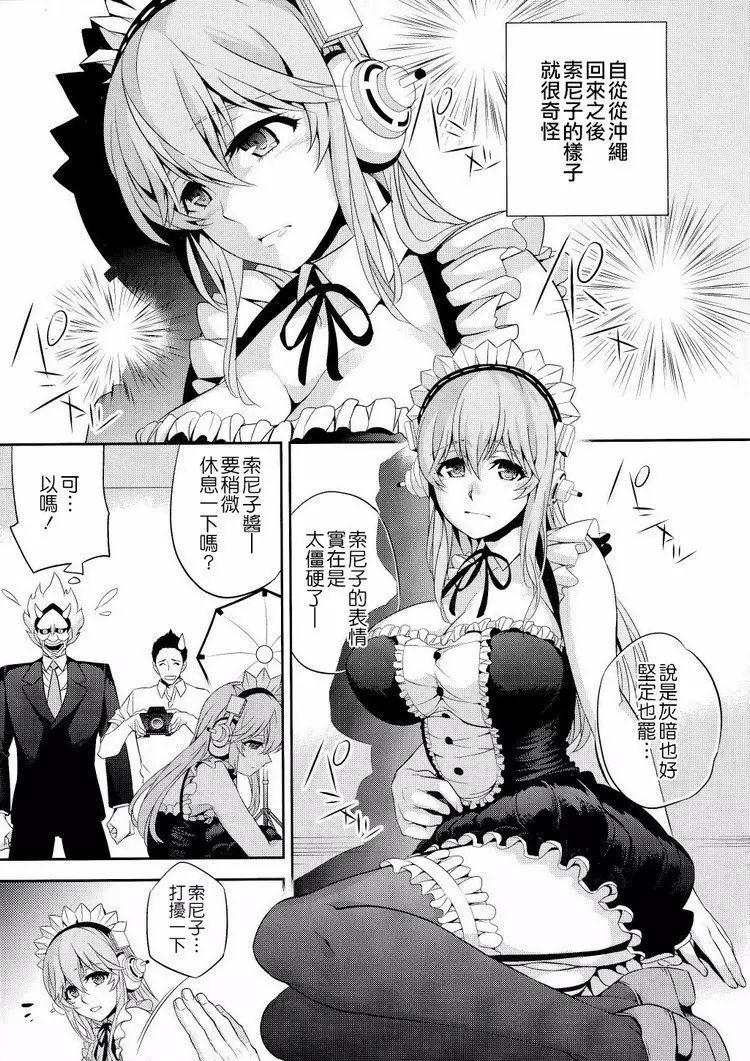 自從從沖繩
回來之後
索尼子的樣子
就很奇怪
說是灰暗也好
堅定也罷…
索尼子的表情
實在是
太僵硬了ー
索尼子醬ー
要稍微
休息一下嗎？
可…
以嗎！
索尼子…
打擾一下